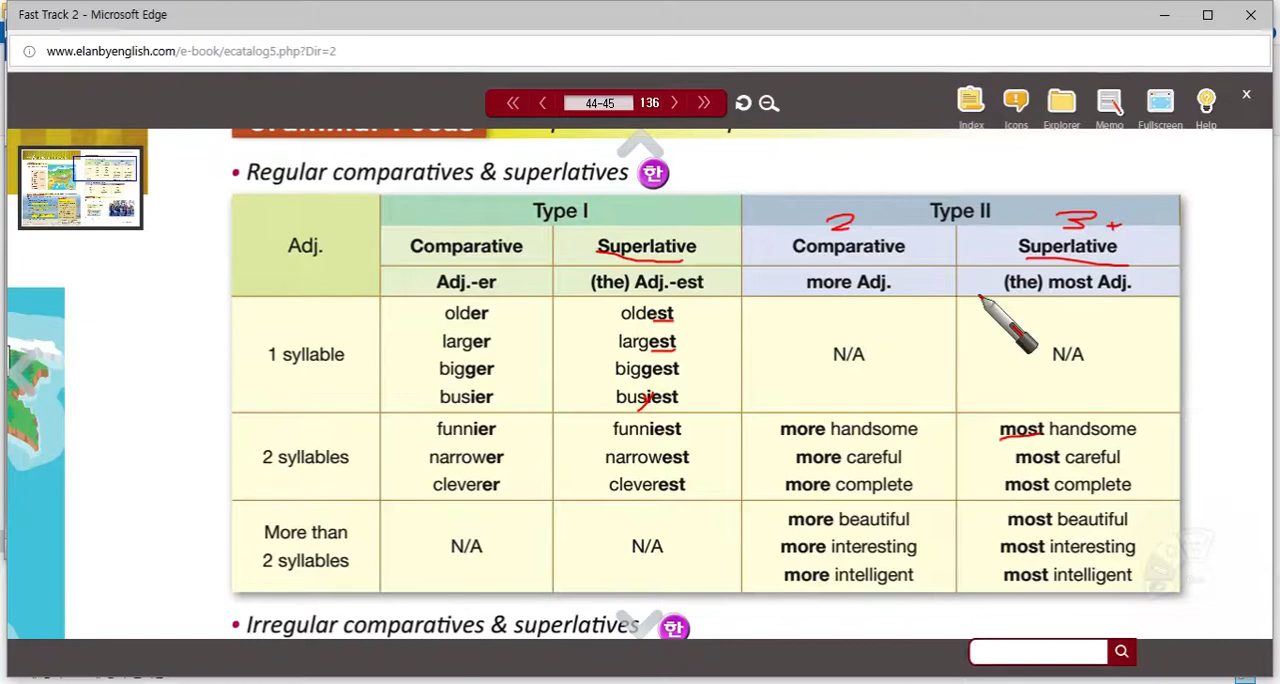 Fast Track 2 - Microsoft Edge
www.elanbyenglish.com/e-book/ecatalog5.php?Dir=2
44-45 136
Index Icons Explorer Memo Fullscreen Help
• Regular comparatives & superlatives 한
Adj. Type I Type II
2 3+
Comparative Superlative Comparative Superlative
Adj.-er (the) Adj.-est more Adj. (the) most Adj.
1 syllable
older oldest
larger largest
bigger biggest
busier busiest
N/A N/A
2 syllables
funnier funniest more handsome most handsome
narrower narrowest more careful most careful
cleverer cleverest more complete most complete
More than
2 syllables
N/A N/A
more beautiful most beautiful
more interesting most interesting
more intelligent most intelligent
• Irregular comparatives & superlatives 한